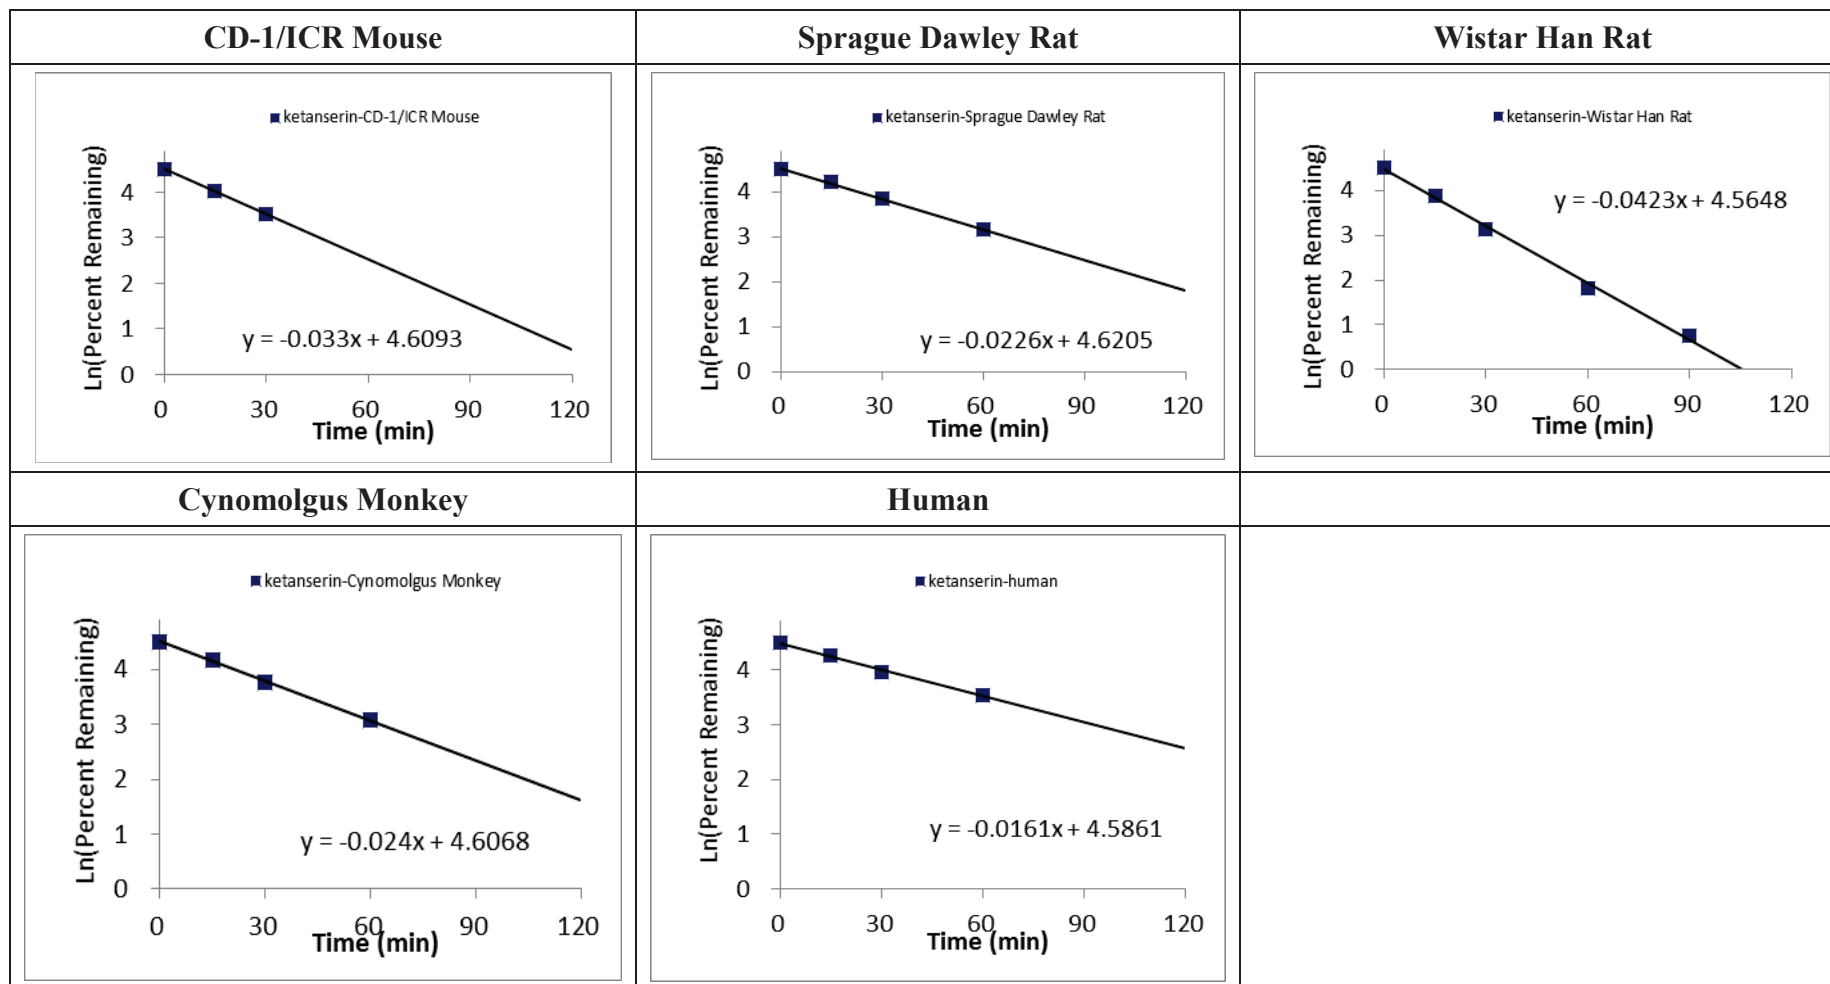 CD-1/ICR Mouse
Sprague Dawley Rat
Wistar Han Rat
ketanserin-CD-1/ICR Mouse
Ln(Percent Remaining)
4
3
2
1
0
y = -0.033x + 4.6093
0 30 60 90 120
Time (min)
ketanserin-Sprague Dawley Rat
Ln(Percent Remaining)
4
3
2
1
0
y = -0.0226x + 4.6205
0 30 60 90 120
Time (min)
ketanserin-Wistar Han Rat
Ln(Percent Remaining)
4
3
2
1
0
y = -0.0423x + 4.5648
0 30 60 90 120
Time (min)
Cynomolgus Monkey
Human
ketanserin-Cynomolgus Monkey
Ln(Percent Remaining)
4
3
2
1
0
y = -0.024x + 4.6068
0 30 60 90 120
Time (min)
ketanserin-human
Ln(Percent Remaining)
4
3
2
1
0
y = -0.0161x + 4.5861
0 30 60 90 120
Time (min)